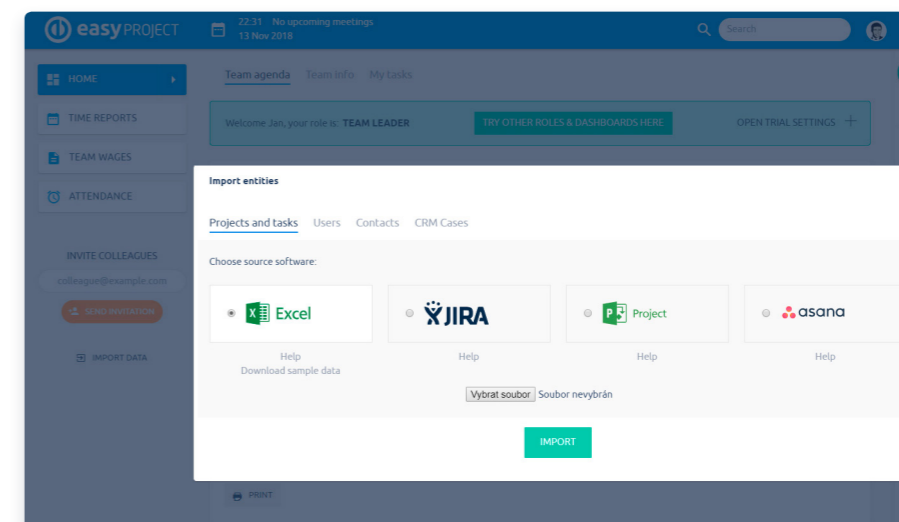 easy PROJECT
22:31 No upcoming meetings
13 Nov 2018
Search
HOME
TIME REPORTS
TEAM WAGES
ATTENDANCE
INVITE COLLEAGUES
colleague@example.com
SEND INVITATION
IMPORT DATA
Team agenda Team info My tasks
Welcome Jan, your role is: TEAM LEADER TRY OTHER ROLES & DASHBOARDS HERE OPEN TRIAL SETTINGS
Import entities
Projects and tasks Users Contacts CRM Cases
Choose source software:
Excel JIRA Project asana
Help Help Help Help
Download sample data
Vybrat soubor Soubor nevybrán
IMPORT
PRINT